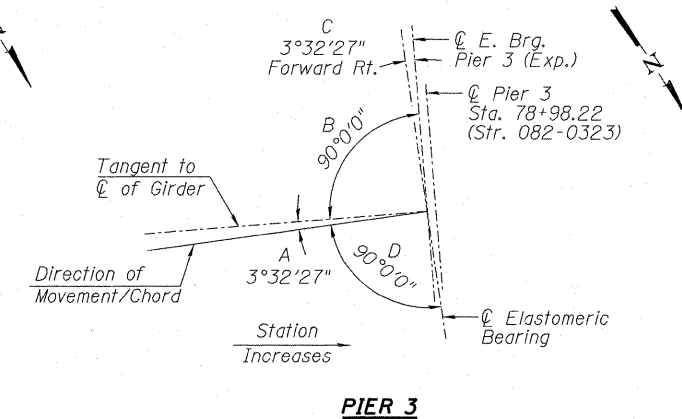 C
3°32'27"
Forward Rt.
℄ E. Brg.
Pier 3 (Exp.)
℄ Pier 3
Sta. 78+98.22
(Str. 082-0323)
N
B
90°0'0"
Tangent to
℄ of Girder
A
3°32'27"
D
90°0'0"
Direction of
Movement/Chord
Station
Increases
℄ Elastomeric
Bearing
PIER 3